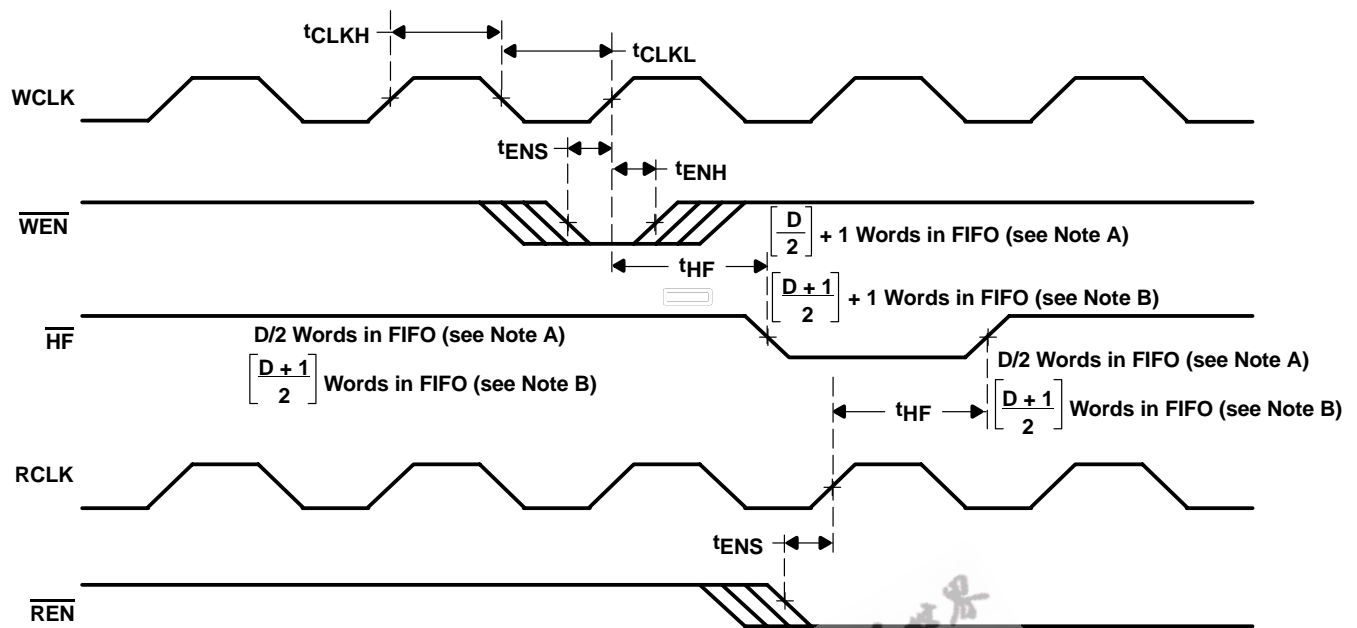 tCLKH
tCLKL
WCLK
tENS
tENH
WEN
[D/2] + 1 Words in FIFO (see Note A)
tHF
[D + 1/2] + 1 Words in FIFO (see Note B)
HF
D/2 Words in FIFO (see Note A)
[D + 1/2] Words in FIFO (see Note B)
D/2 Words in FIFO (see Note A)
tHF
[D + 1/2] Words in FIFO (see Note B)
RCLK
tENS
REN